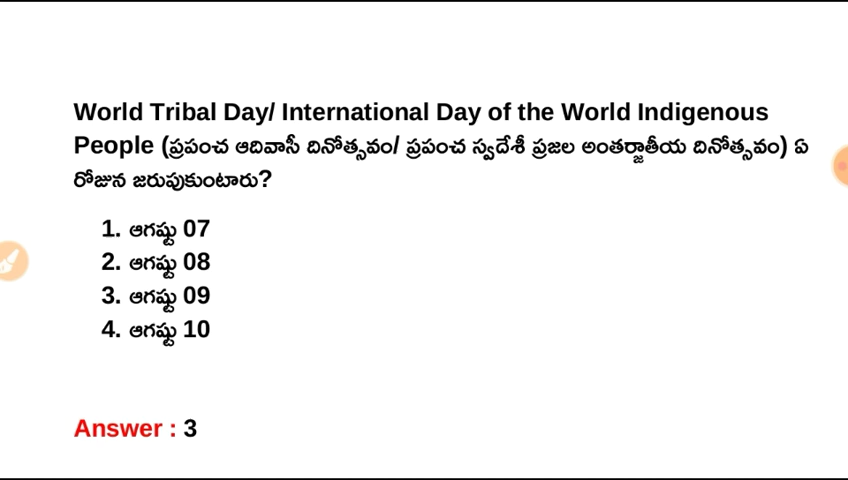 World Tribal Day/ International Day of the World Indigenous
People (ప్రపంచ ఆదివాసీ దినోత్సవం/ ప్రపంచ స్వదేశీ ప్రజల అంతర్జాతీయ దినోత్సవం) ఏ
రోజున జరుపుకుంటారు?
1. ఆగష్టు 07
2. ఆగష్టు 08
3. ఆగష్టు 09
4. ఆగష్టు 10
Answer : 3